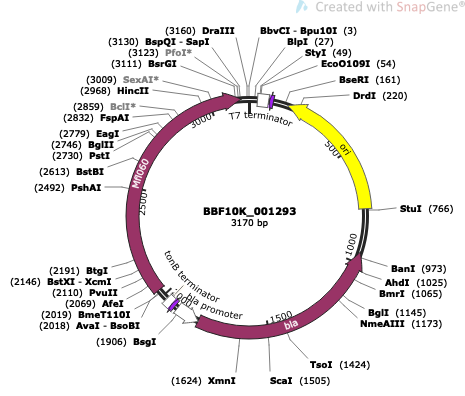 Created with SnapGene®
(3160) DraIII
BbvCI - Bpu10I (3)
(3130) BspQI - SapI
BlpI (27)
(3123) PfoI*
StyI (49)
(3111) BsrGI
EcoO109I (54)
(3009) SexAI*
BseRI (161)
(2968) HincII
DrdI (220)
(2859) BclI*
(2832) FspAI
(2779) EagI
(2746) BglII
(2730) PstI
(2613) BstBI
(2492) PshAI
3000
T7 terminator
500
ori
Mfl060
2500
BBF10K_001293
3170 bp
StuI (766)
1000
tonB terminator
2000
bla promoter
1500
bla
(2191) BtgI
BanI (973)
(2146) BstXI - XcmI
AhdI (1025)
(2110) PvuII
BmrI (1065)
(2069) AfeI
(2019) BmeT110I
BglI (1145)
(2018) AvaI - BsoBI
NmeAIII (1173)
(1906) BsgI
TsoI (1424)
(1624) XmnI
ScaI (1505)